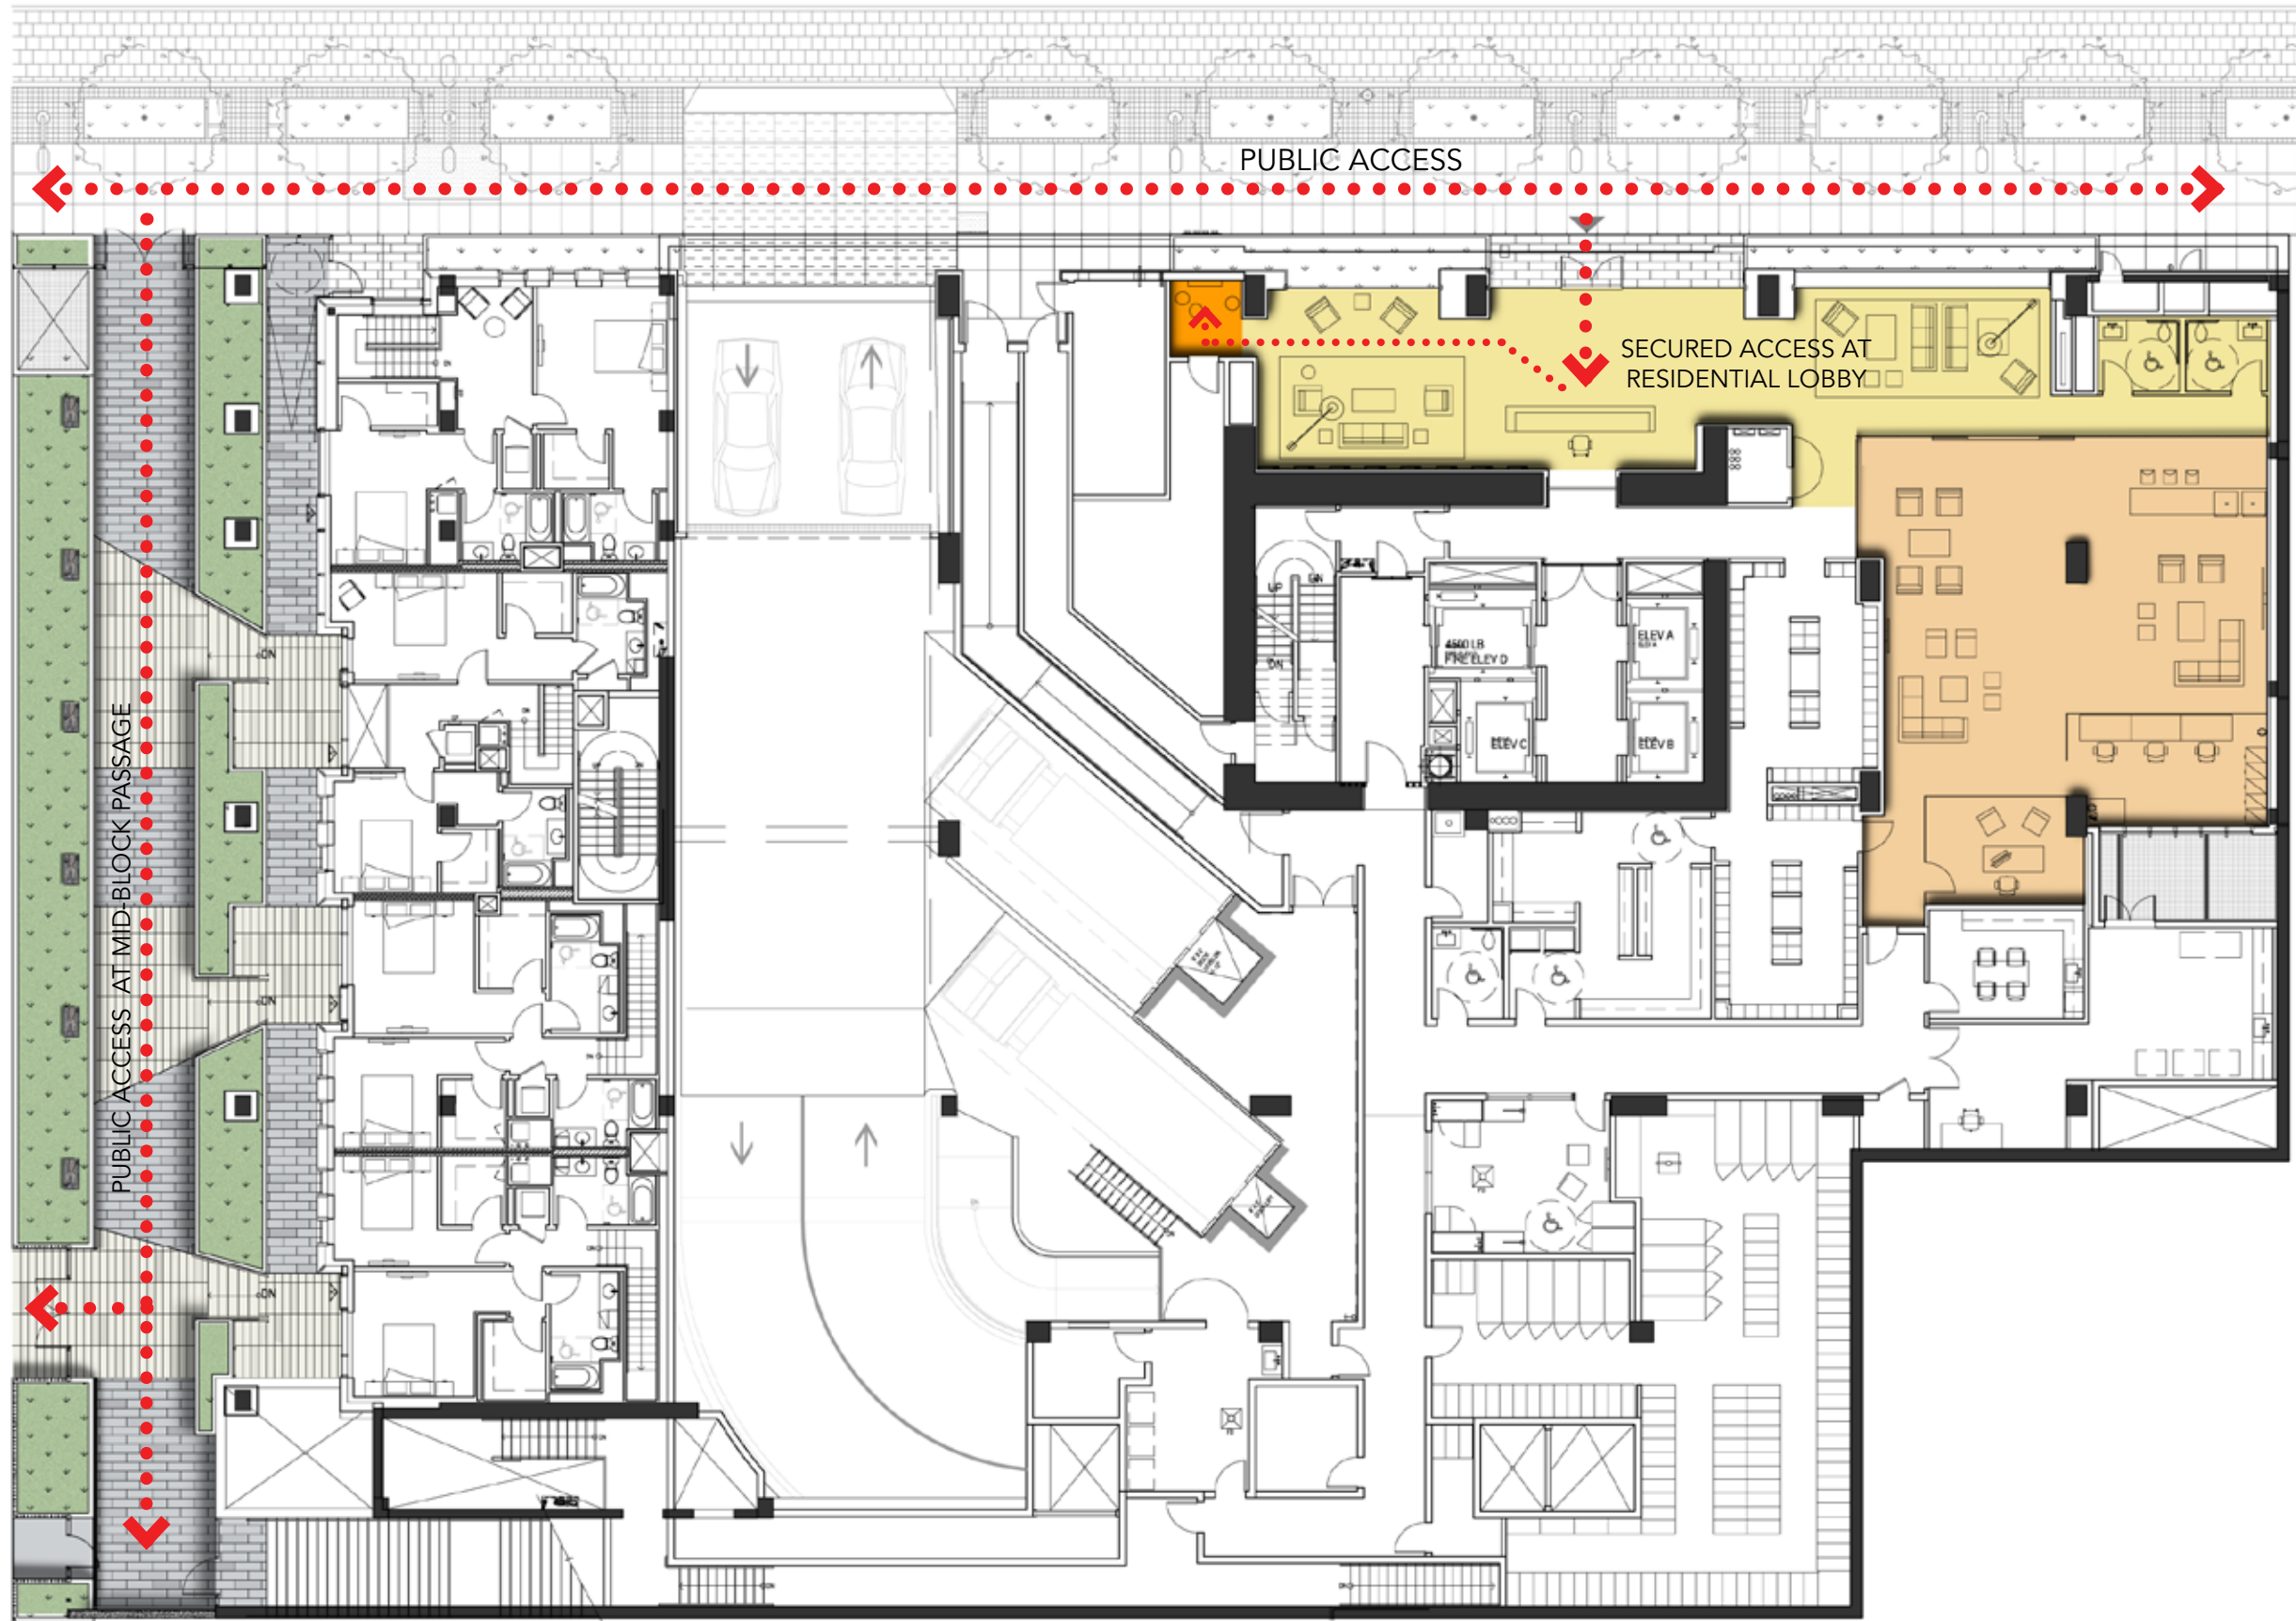 PUBLIC ACCESS
SECURED ACCESS AT
RESIDENTIAL LOBBY
PUBLIC ACCESS AT MID-BLOCK PASSAGE
UP
DN
DN
4500 LB
FIRE ELEV D
ELEV A
ELEV C
ELEV B
DN
DN
DN